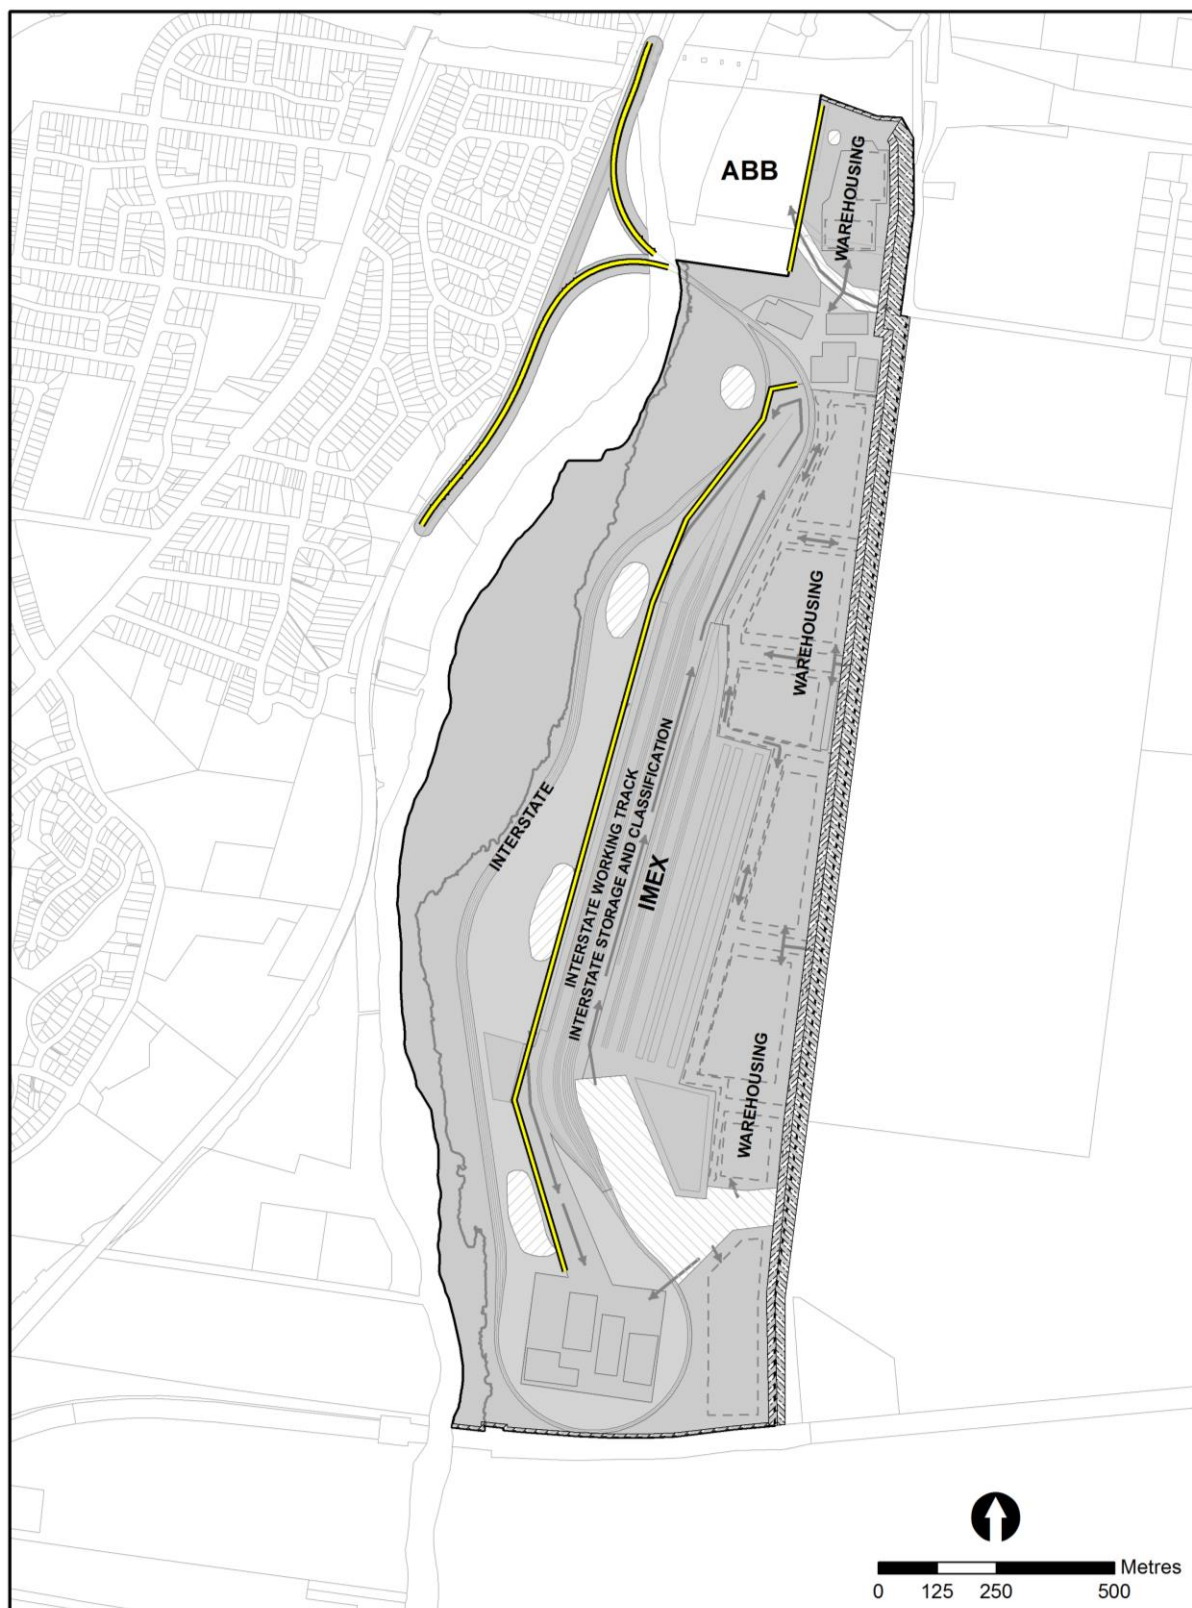 ABB
WAREHOUSING
WAREHOUSING
INTERSTATE
INTERSTATE WORKING TRACK
INTERSTATE STORAGE AND CLASSIFICATION
IMEX
WAREHOUSING
Metres
0 125 250 500